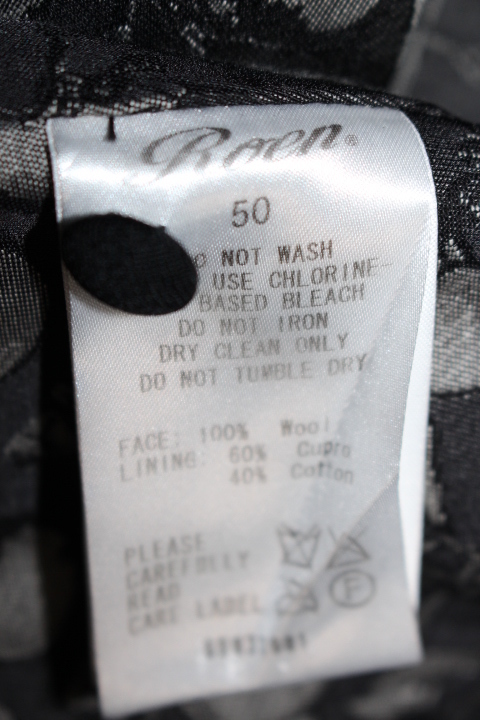 Roen®
50
NOT WASH
USE CHLORINE-
BASED BLEACH
DO NOT IRON
DRY CLEAN ONLY
DO NOT TUMBLE DRY
FACE: 100% Wool
LINING: 60% Cupro
40% Cotton
PLEASE
CAREFULLY
READ
CARE LABEL
F